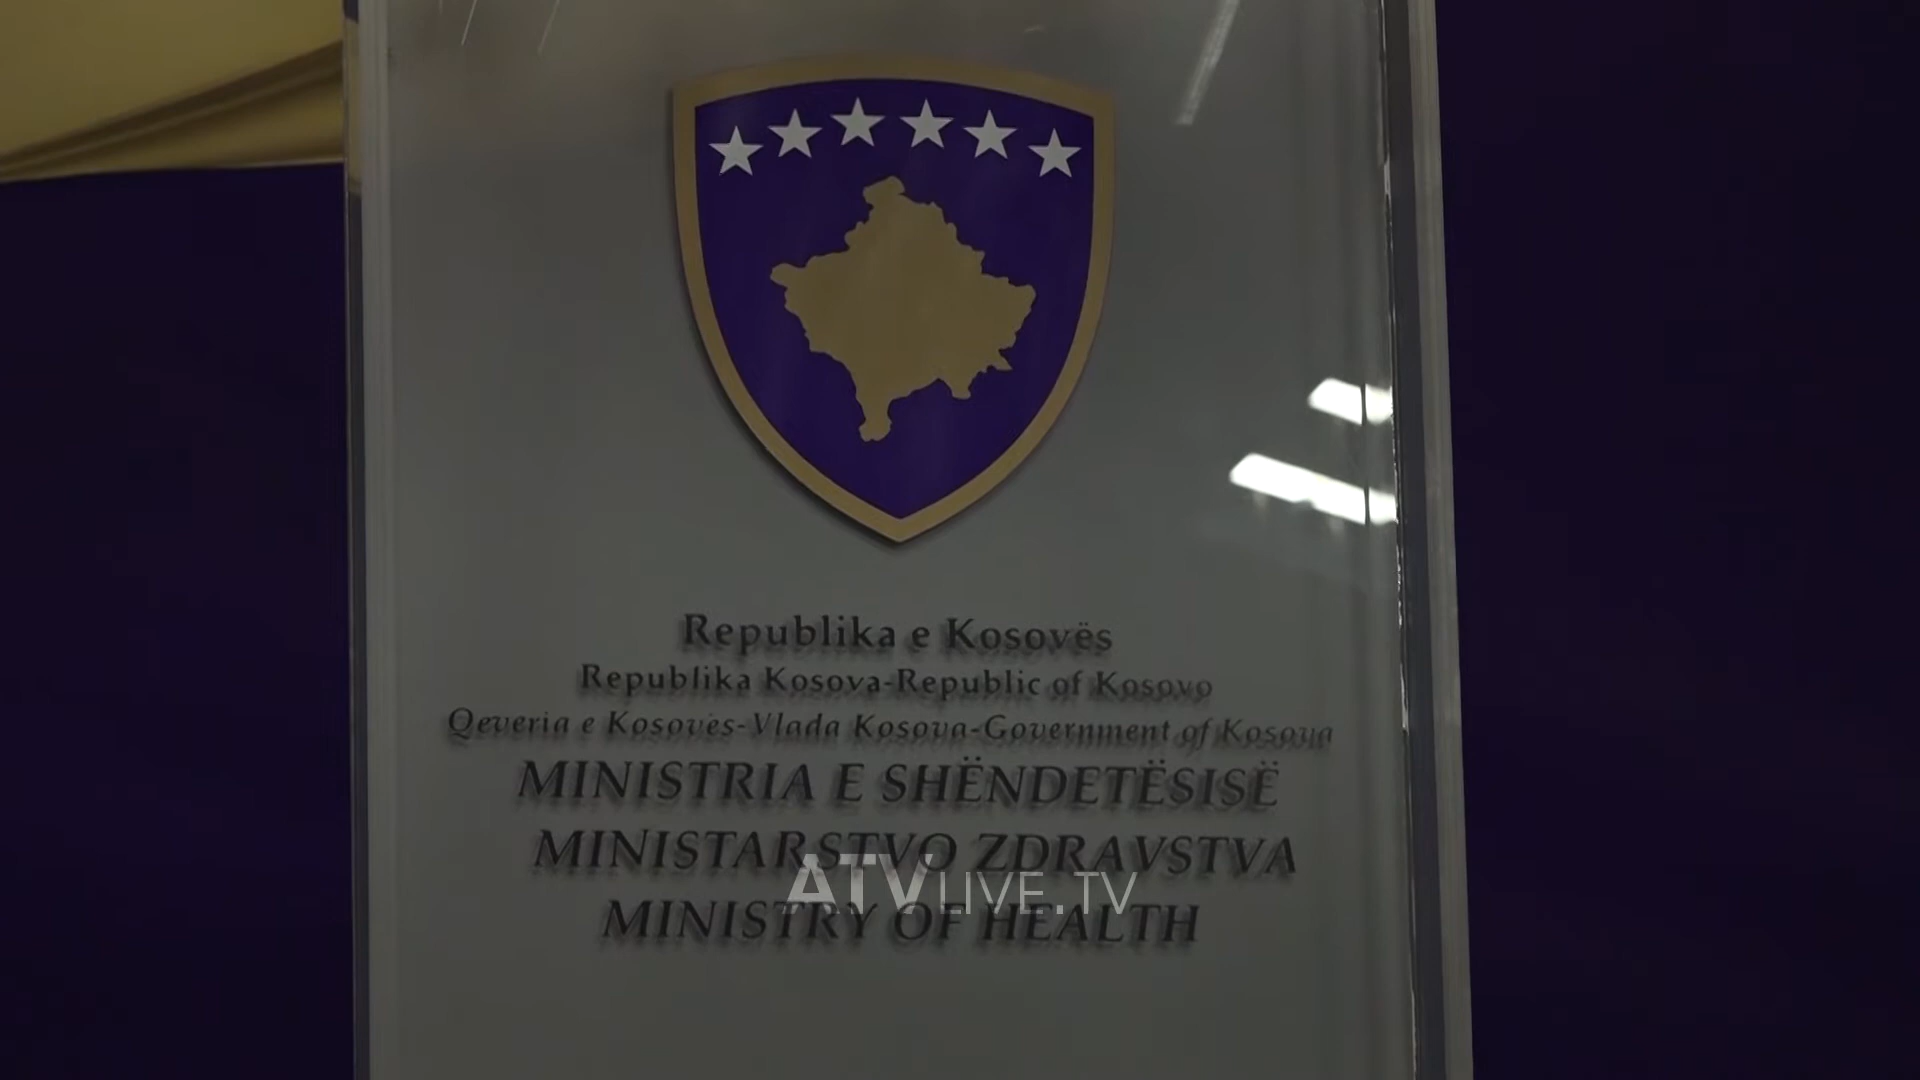 Republika e Kosovës
Republika Kosova-Republic of Kosovo
Qeveria e Kosovës-Vlada Kosova-Government of Kosova
MINISTRIA E SHËNDETËSISË
MINISTARSTVO ZDRAVSTVA
ATVLIVE.TV
MINISTRY OF HEALTH